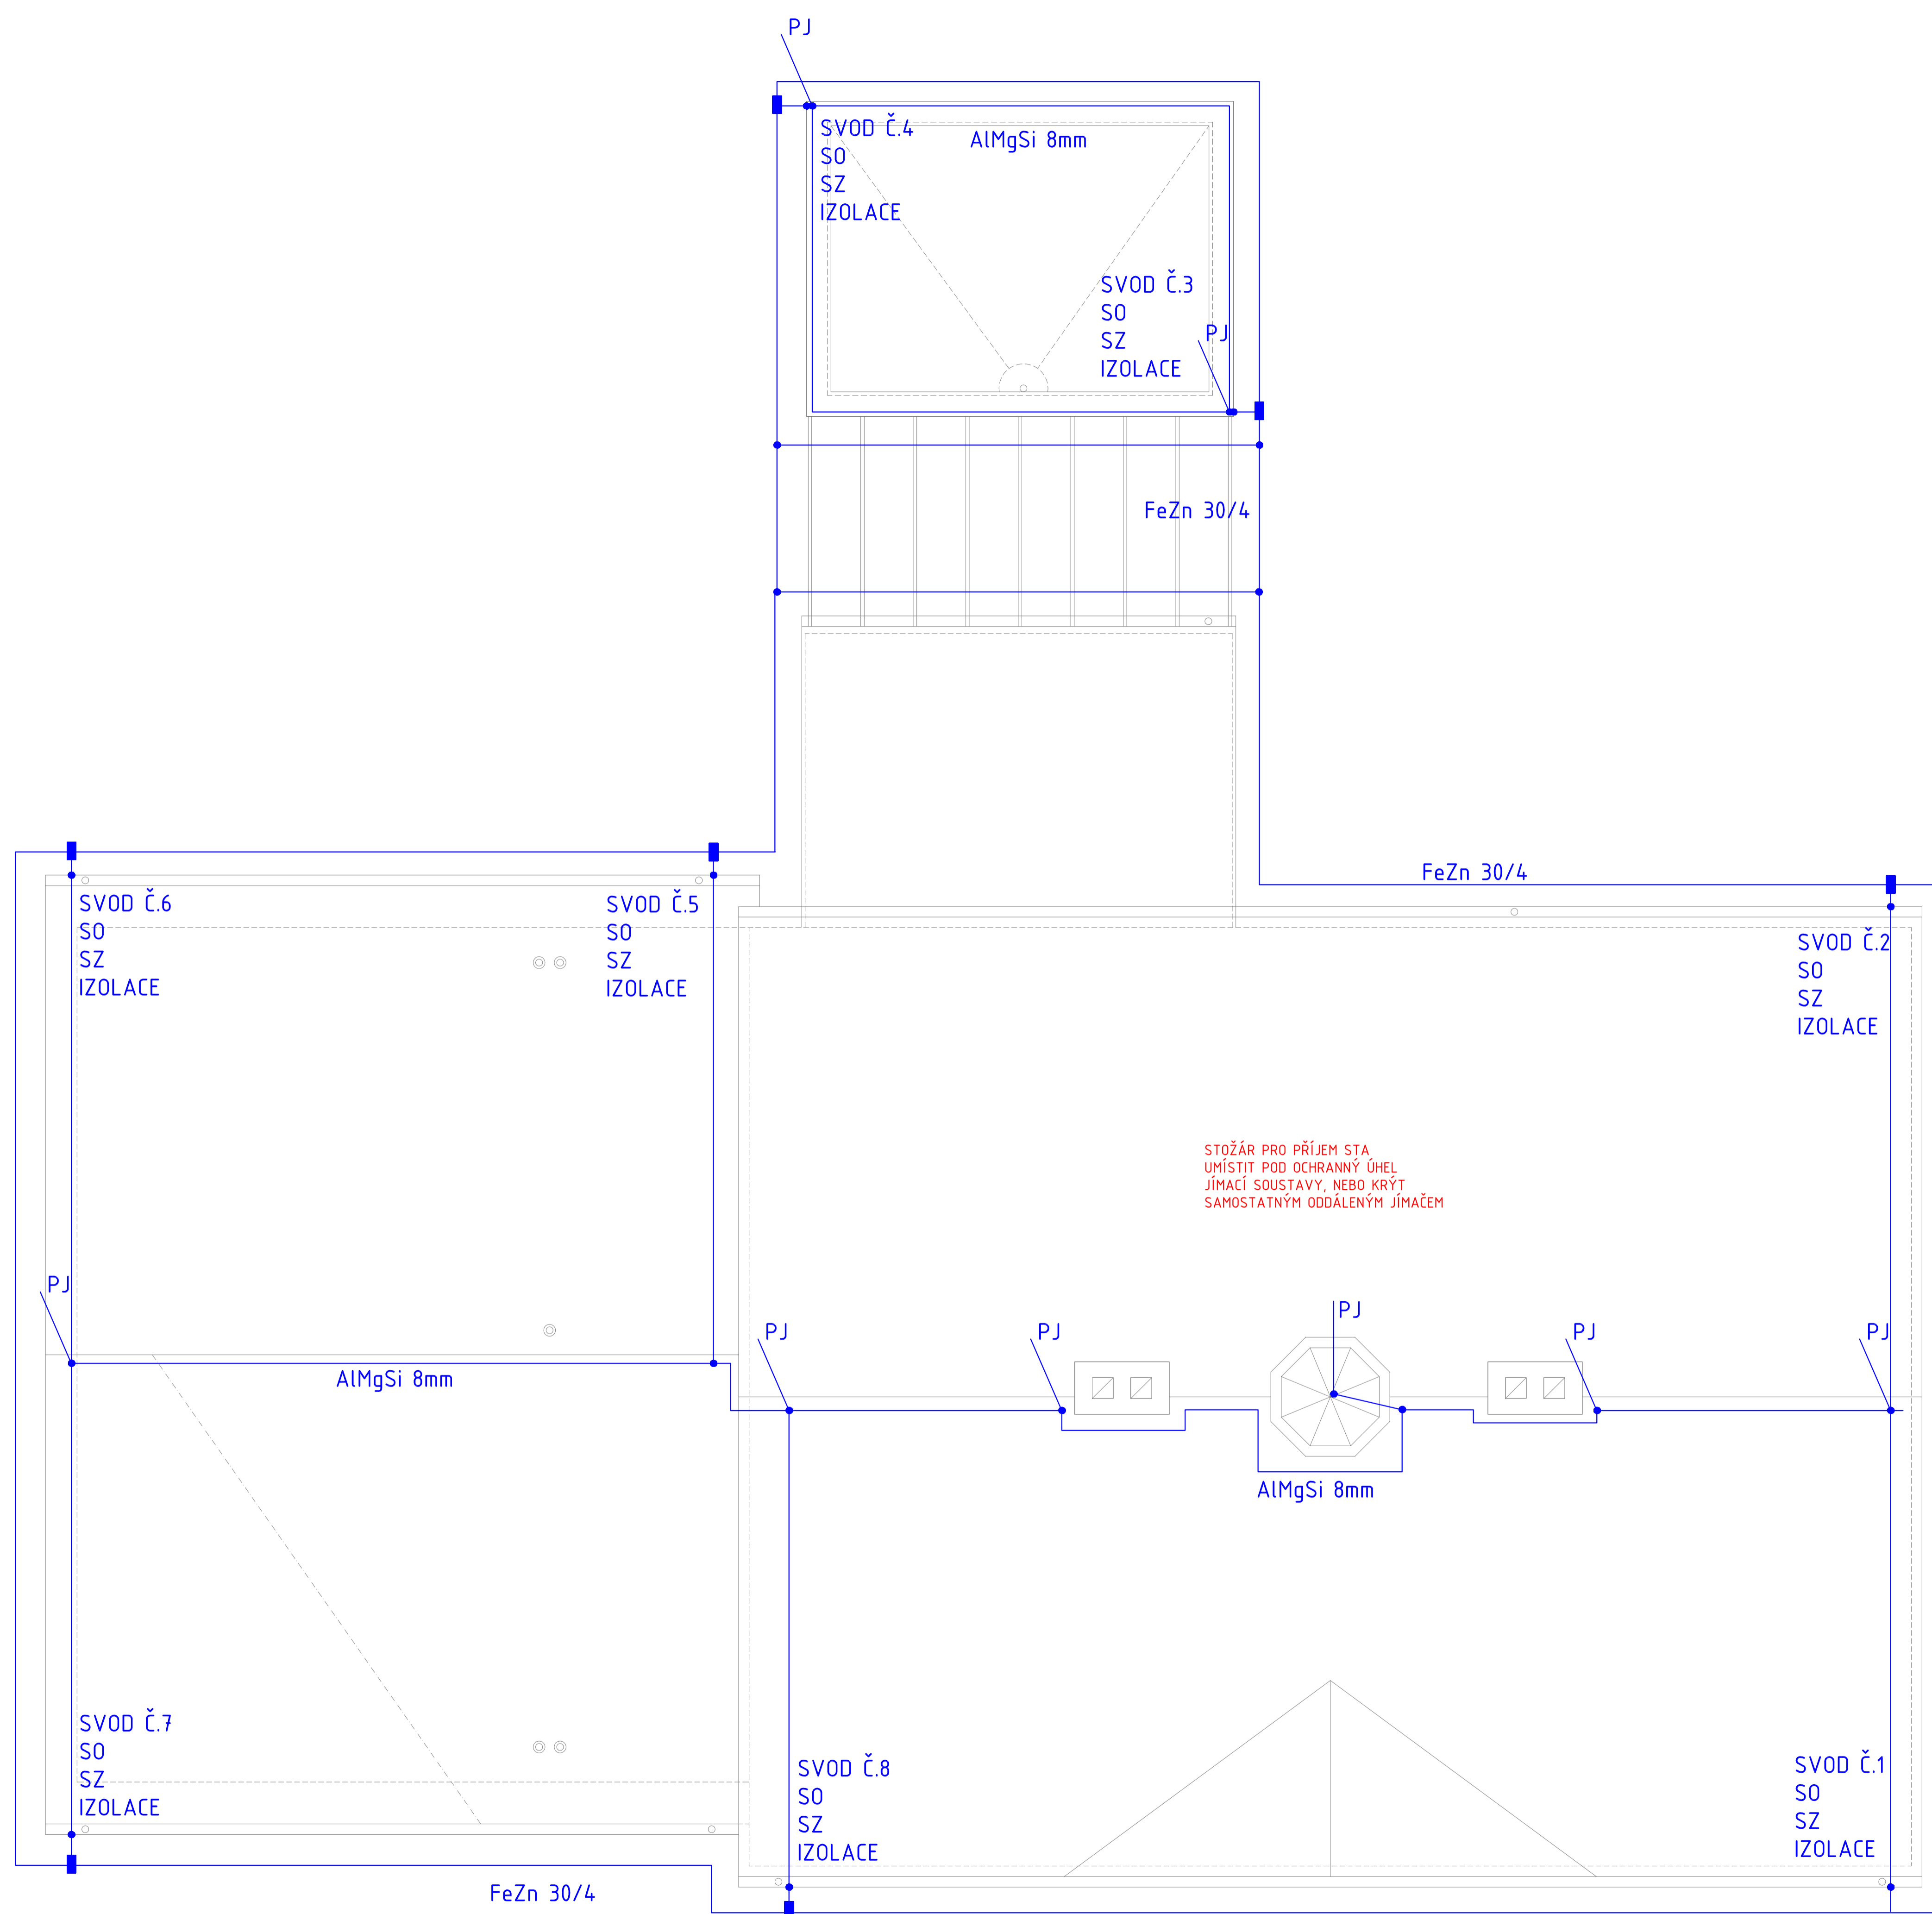 PJ
SVOD Č.4
SO
SZ
IZOLACE
AlMgSi 8mm
SVOD Č.3
SO
SZ
IZOLACE
PJ
FeZn 30/4
FeZn 30/4
SVOD Č.6
SO
SZ
IZOLACE
SVOD Č.5
SO
SZ
IZOLACE
SVOD Č.2
SO
SZ
IZOLACE
STOŽÁR PRO PŘÍJEM STA
UMÍSTIT POD OCHRANNÝ ÚHEL
JÍMACÍ SOUSTAVY, NEBO KRÝT
SAMOSTATNÝM ODDÁLENÝM JÍMAČEM
PJ
PJ
PJ
PJ
PJ
PJ
AlMgSi 8mm
AlMgSi 8mm
SVOD Č.7
SO
SZ
IZOLACE
SVOD Č.8
SO
SZ
IZOLACE
SVOD Č.1
SO
SZ
IZOLACE
FeZn 30/4